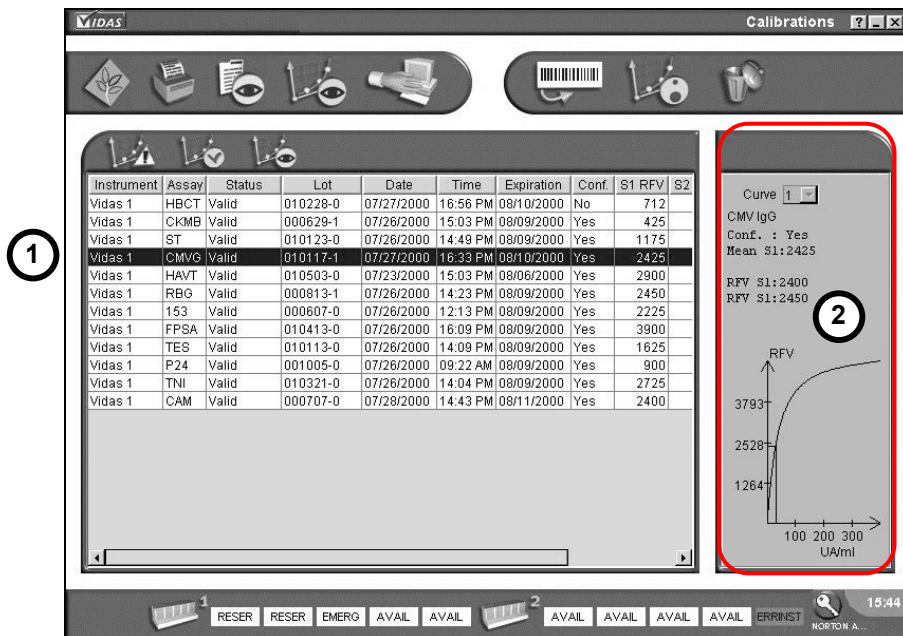 VIDAS Calibrations ? _ X
1
Instrument Assay Status Lot Date Time Expiration Conf. S1 RFV S2
Vidas 1 HBCT Valid 010228-0 07/27/2000 16:56 PM 08/10/2000 No 712
Vidas 1 CKMB Valid 000629-1 07/26/2000 15:03 PM 08/09/2000 Yes 425
Vidas 1 ST Valid 010123-0 07/26/2000 14:49 PM 08/09/2000 Yes 1175
Vidas 1 CMVG Valid 010117-1 07/27/2000 16:33 PM 08/10/2000 Yes 2425
Vidas 1 HAVT Valid 010503-0 07/23/2000 15:03 PM 08/06/2000 Yes 2900
Vidas 1 RBG Valid 000813-1 07/26/2000 14:23 PM 08/09/2000 Yes 2450
Vidas 1 153 Valid 000607-0 07/26/2000 12:13 PM 08/09/2000 Yes 2225
Vidas 1 FPSA Valid 010413-0 07/26/2000 16:09 PM 08/09/2000 Yes 3900
Vidas 1 TES Valid 010113-0 07/26/2000 14:09 PM 08/09/2000 Yes 1625
Vidas 1 P24 Valid 001005-0 07/26/2000 09:22 AM 08/09/2000 Yes 900
Vidas 1 TNI Valid 010321-0 07/26/2000 14:04 PM 08/09/2000 Yes 2725
Vidas 1 CAM Valid 000707-0 07/28/2000 14:43 PM 08/11/2000 Yes 2400
Curve 1
CMV IgG
Conf. : Yes
Mean S1:2425
RFV S1:2400
RFV S1:2450
2
RFV
3793
2528
1264
100 200 300
UA/ml
1 RESER RESER EMERG AVAIL AVAIL 2 AVAIL AVAIL AVAIL AVAIL ERRINST 15:44
NORTON A...